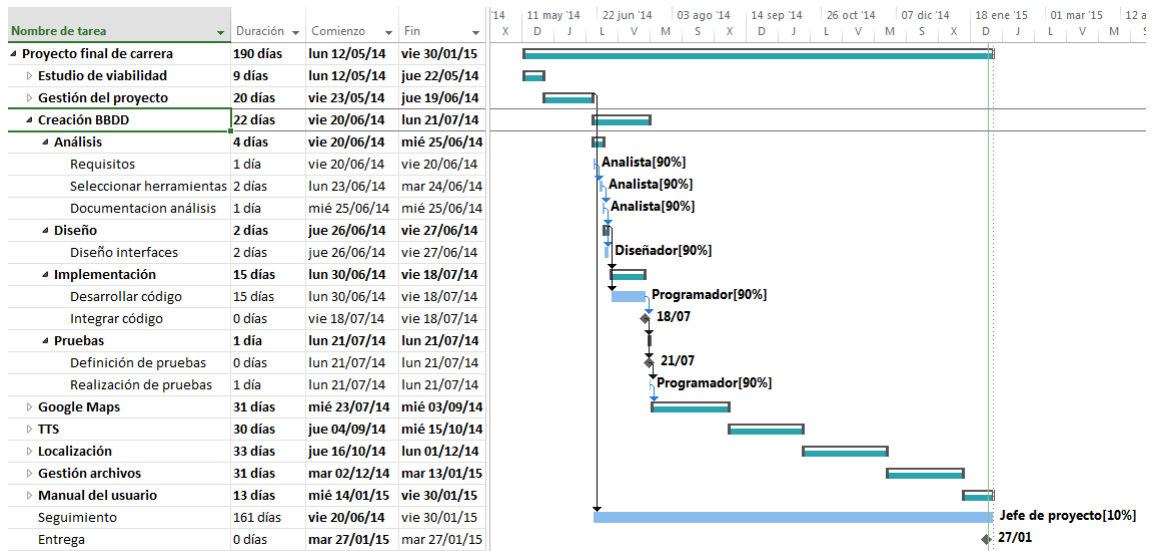 '14 11 may '14 22 jun '14 03 ago '14 14 sep '14 26 oct '14 07 dic '14 18 ene '15 01 mar '15 12 a
Nombre de tarea Duración Comienzo Fin X D J L V M S X D J L V M S X D J L V M S
Proyecto final de carrera 190 días lun 12/05/14 vie 30/01/15
Estudio de viabilidad 9 días lun 12/05/14 jue 22/05/14
Gestión del proyecto 20 días vie 23/05/14 jue 19/06/14
Creación BBDD 22 días vie 20/06/14 lun 21/07/14
Análisis 4 días vie 20/06/14 mié 25/06/14
Requisitos 1 día vie 20/06/14 vie 20/06/14 Analista[90%]
Seleccionar herramientas 2 días lun 23/06/14 mar 24/06/14 Analista[90%]
Documentacion análisis 1 día mié 25/06/14 mié 25/06/14 Analista[90%]
Diseño 2 días jue 26/06/14 vie 27/06/14
Diseño interfaces 2 días jue 26/06/14 vie 27/06/14 Diseñador[90%]
Implementación 15 días lun 30/06/14 vie 18/07/14
Desarrollar código 15 días lun 30/06/14 vie 18/07/14 Programador[90%]
Integrar código 0 días vie 18/07/14 vie 18/07/14 18/07
Pruebas 1 día lun 21/07/14 lun 21/07/14
Definición de pruebas 0 días lun 21/07/14 lun 21/07/14 21/07
Realización de pruebas 1 día lun 21/07/14 lun 21/07/14 Programador[90%]
Google Maps 31 días mié 23/07/14 mié 03/09/14
TTS 30 días jue 04/09/14 mié 15/10/14
Localización 33 días jue 16/10/14 lun 01/12/14
Gestión archivos 31 días mar 02/12/14 mar 13/01/15
Manual del usuario 13 días mié 14/01/15 vie 30/01/15
Seguimiento 161 días vie 20/06/14 vie 30/01/15 Jefe de proyecto[10%]
Entrega 0 días mar 27/01/15 mar 27/01/15 27/01